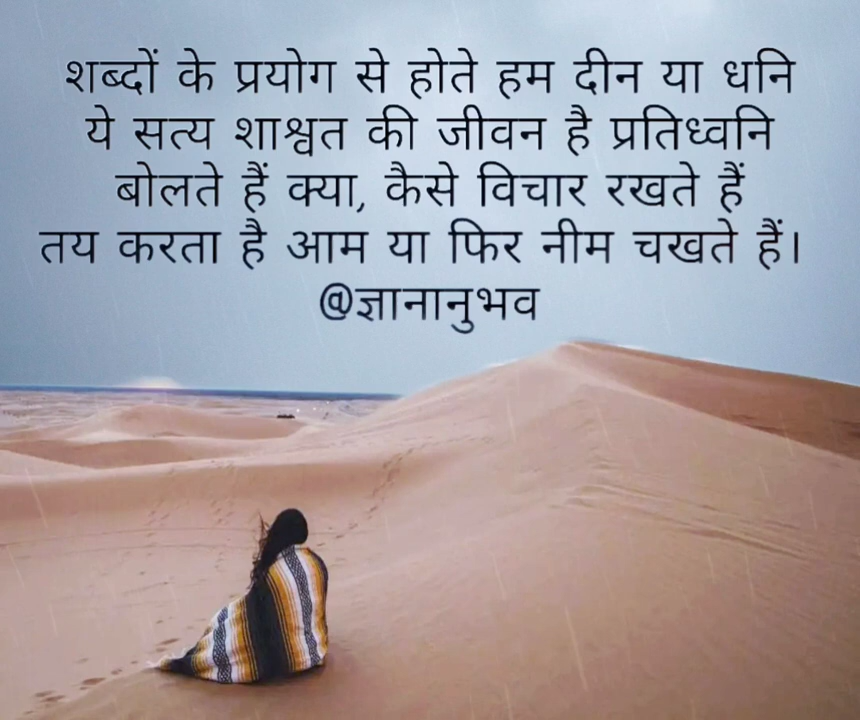 शब्दों के प्रयोग से होते हम दीन या धनि
ये सत्य शाश्वत की जीवन है प्रतिध्वनि
बोलते हैं क्या, कैसे विचार रखते हैं
तय करता है आम या फिर नीम चखते हैं।
@ज्ञानानुभव